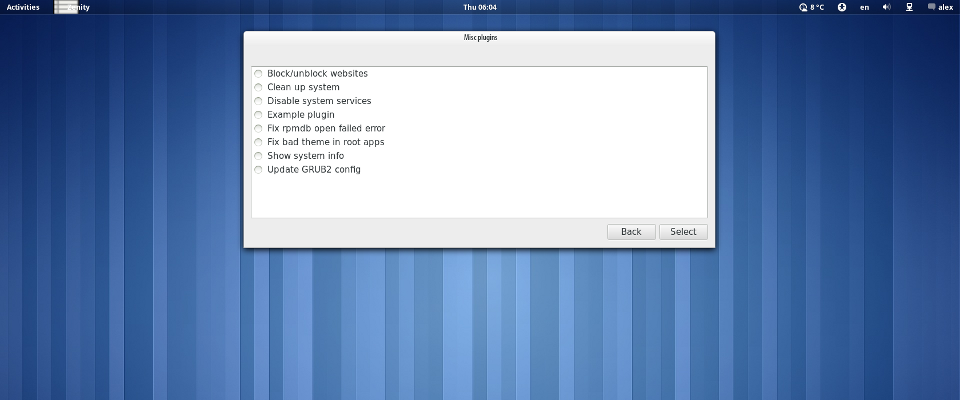 Activities
Thu 06:04
8 °C
en
alex
Misc plugins
Block/unblock websites
Clean up system
Disable system services
Example plugin
Fix rpmdb open failed error
Fix bad theme in root apps
Show system info
Update GRUB2 config
Back
Select